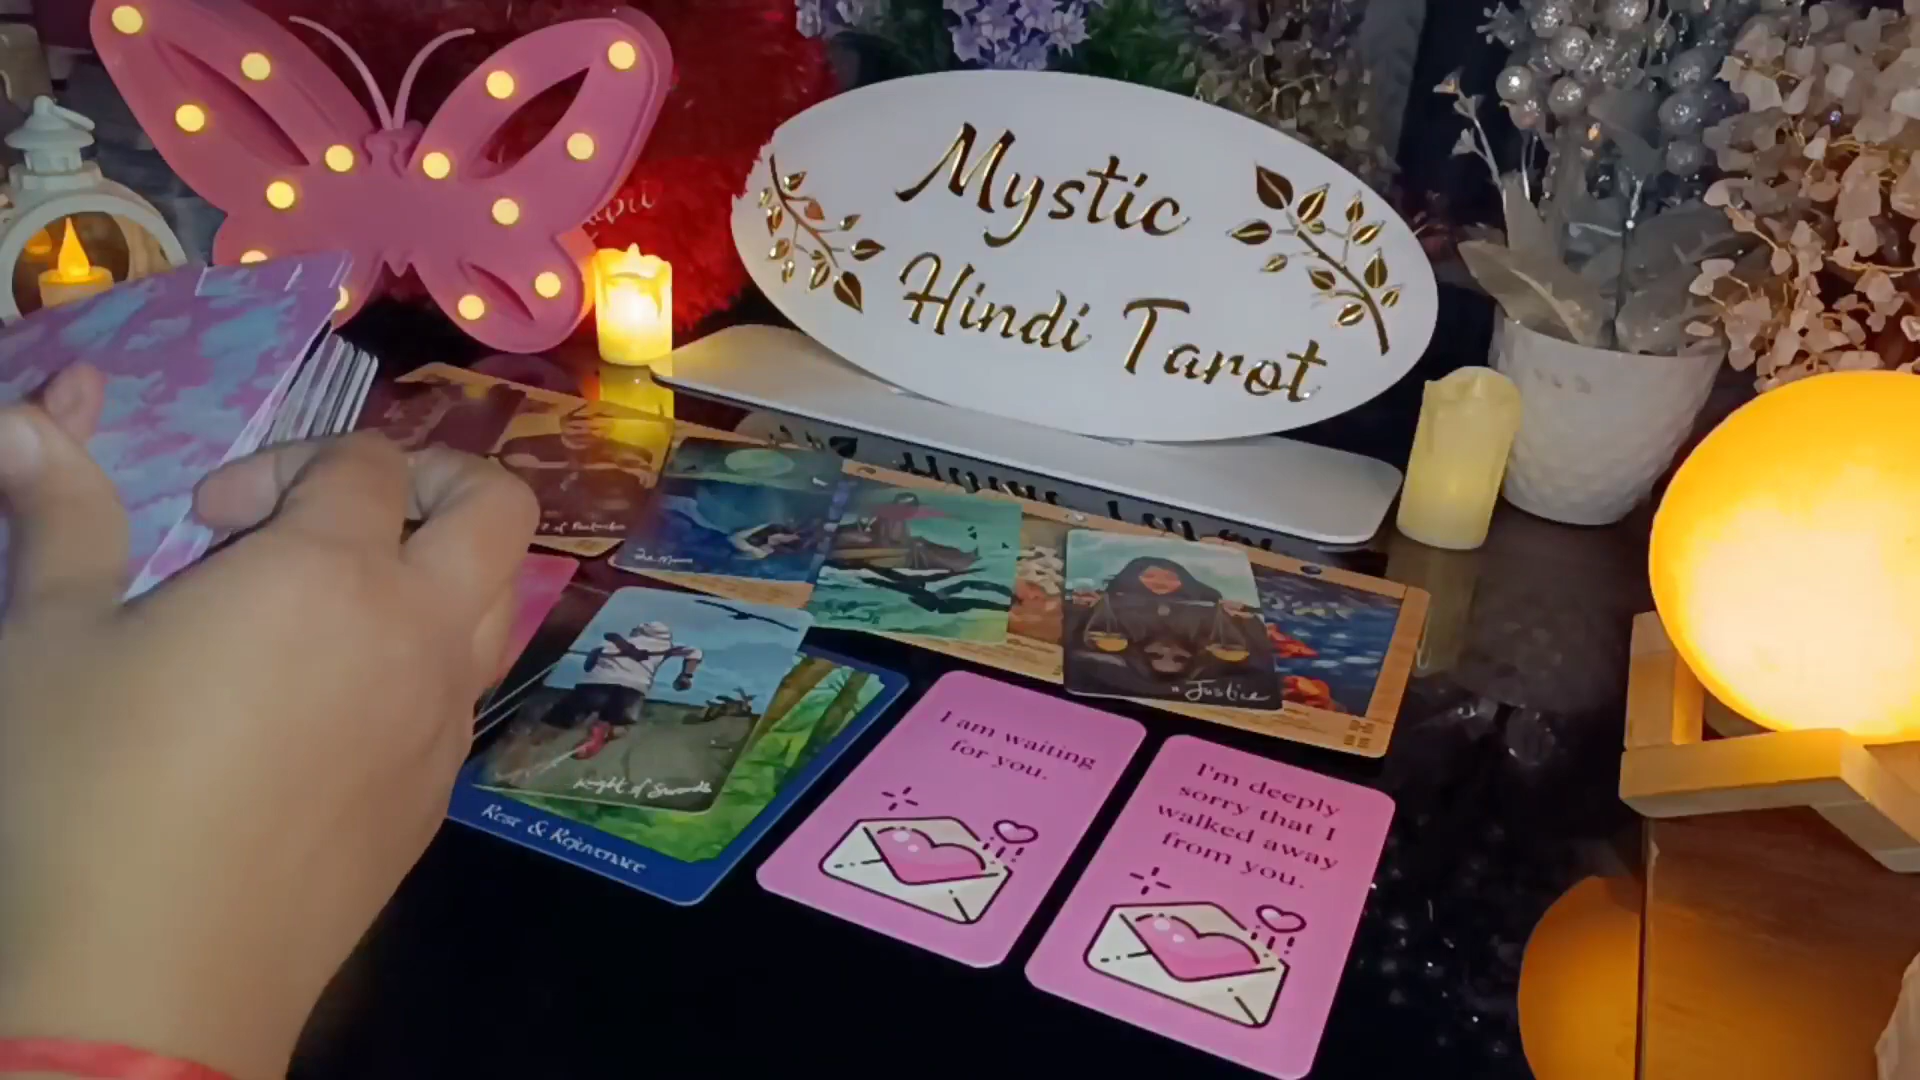 Mystic
Hindi Tarot
The Moon
Justice
Knight of Swords
Rest & Rejuvenate
I am waiting
for you.
I'm deeply
sorry that I
walked away
from you.